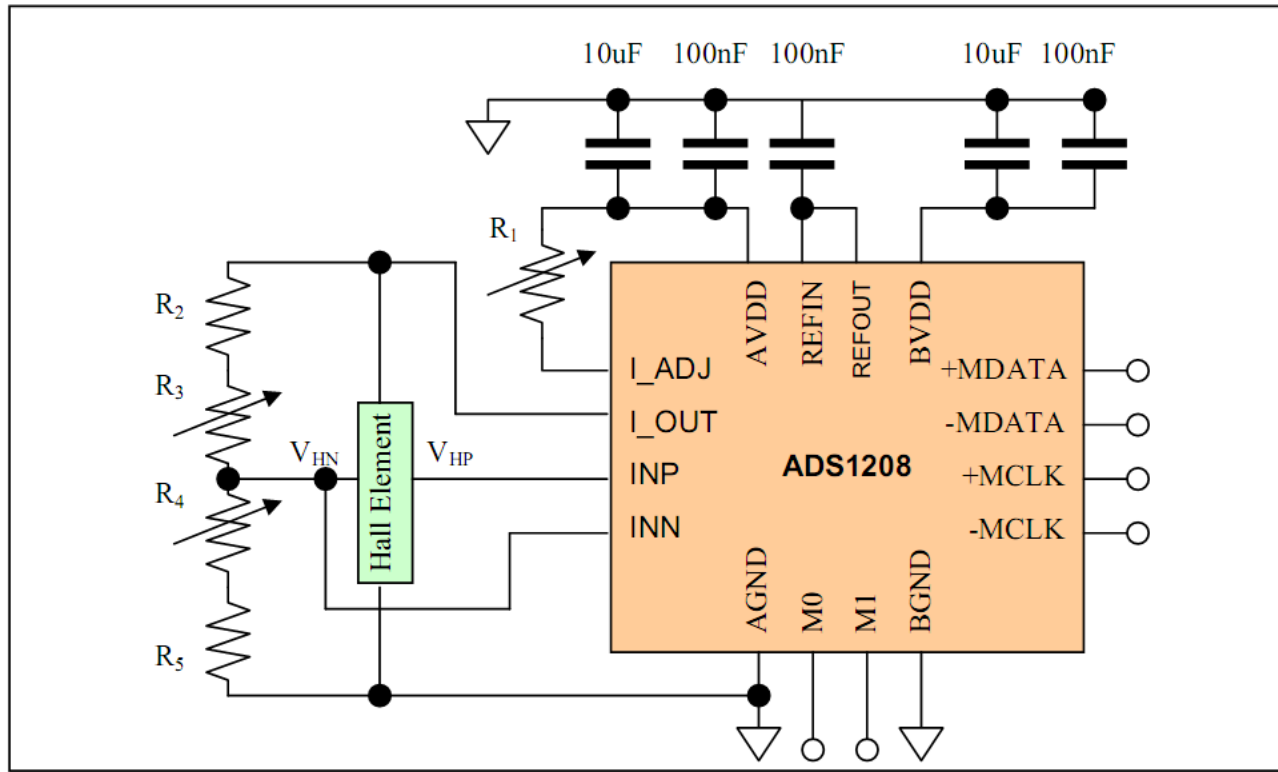 10uF 100nF 100nF 10uF 100nF
R1
R2
R3
R4
R5
VHN
VHP
Hall Element
AVDD
REFIN
REFOUT
BVDD
I_ADJ
I_OUT
INP
INN
ADS1208
+MDATA
-MDATA
+MCLK
-MCLK
AGND
M0
M1
BGND